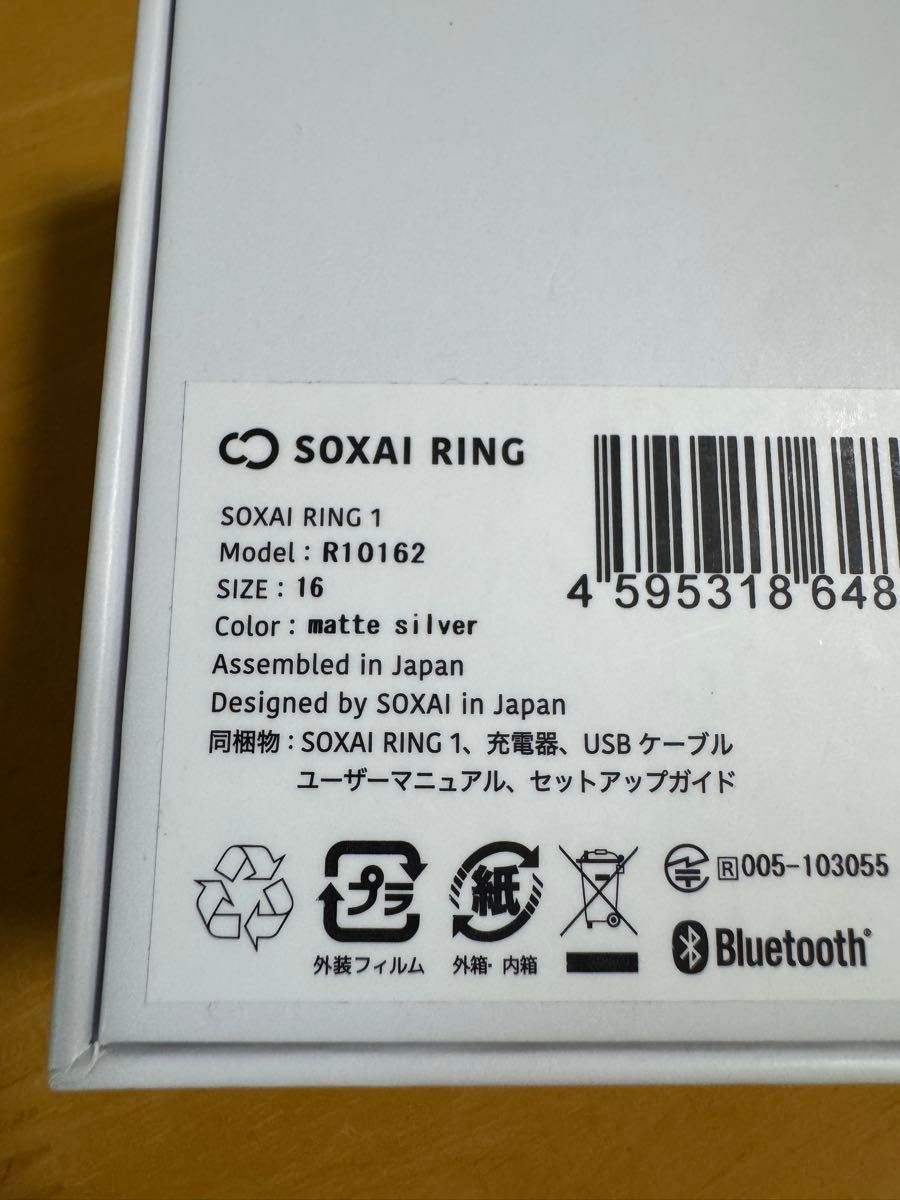 SOXAI RING
SOXAI RING 1
Model : R10162
SIZE : 16
Color : matte silver
Assembled in Japan
Designed by SOXAI in Japan
同梱物 : SOXAI RING 1、充電器、USB ケーブル
ユーザーマニュアル、セットアップガイド
4 595318 648
プラ
外装フィルム
紙
外箱・内箱
R 005-103055
Bluetooth®